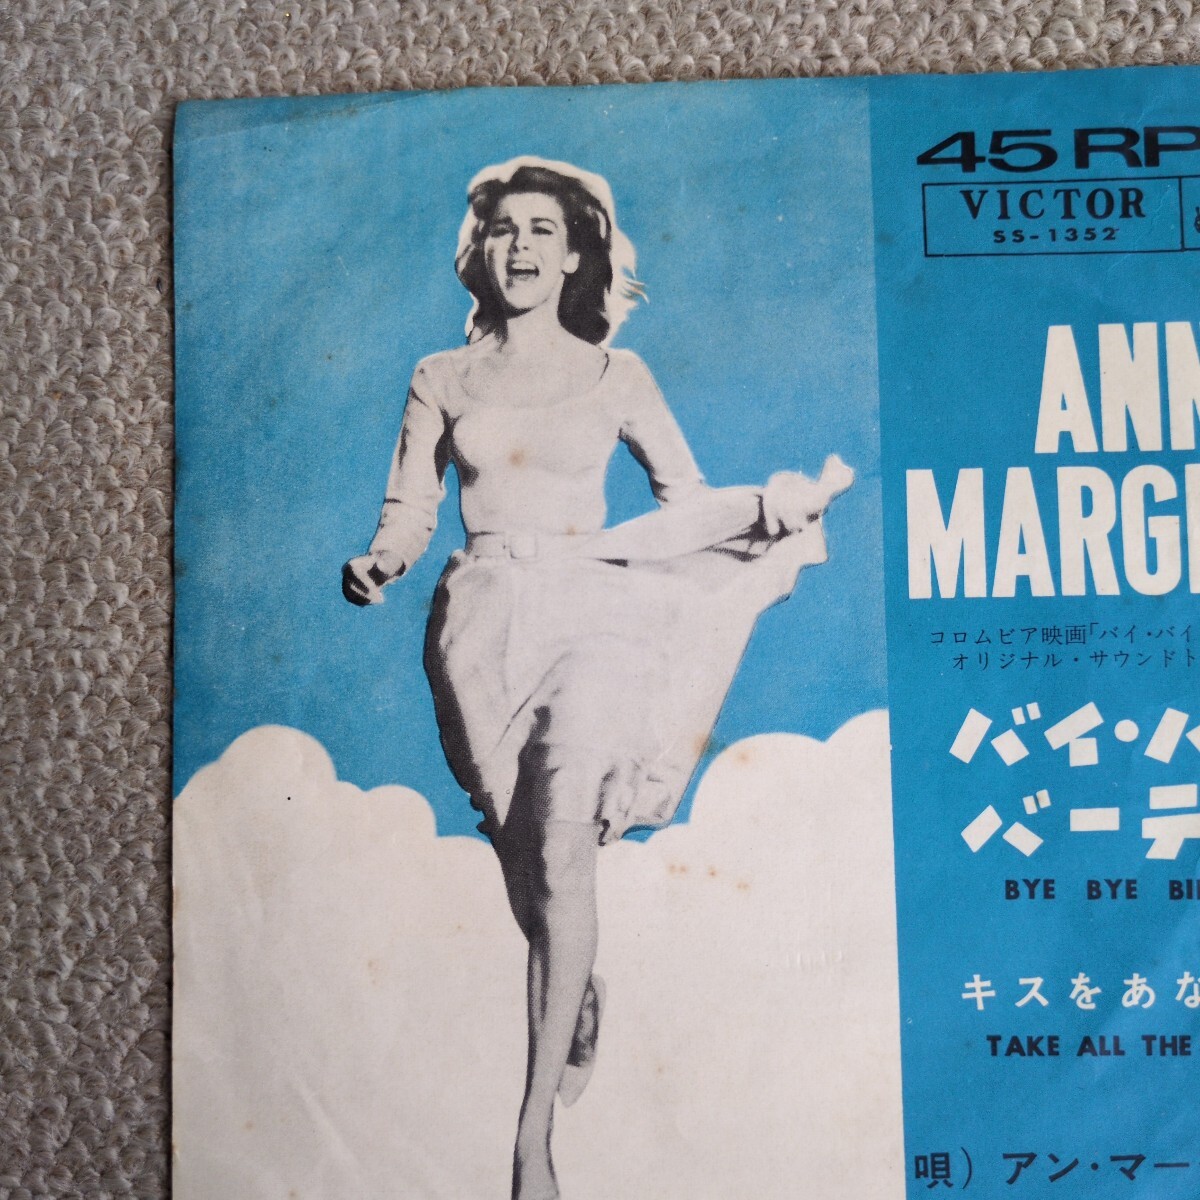 45 RP
VICTOR
SS-1352
ANN
MARG
コロムビア映画「バイ・バイ
オリジナル・サウンドト
バイ・バ
バーデ
BYE BYE BI
キスをあな
TAKE ALL THE
唄) アン・マー